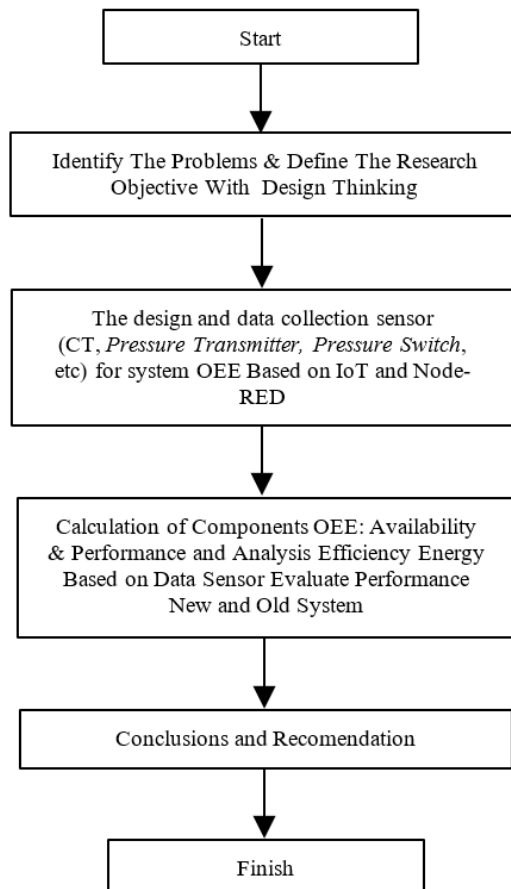 Start
Identify The Problems & Define The Research
Objective With Design Thinking
The design and data collection sensor
(CT, Pressure Transmitter, Pressure Switch,
etc) for system OEE Based on IoT and Node-
RED
Calculation of Components OEE: Availability
& Performance and Analysis Efficiency Energy
Based on Data Sensor Evaluate Performance
New and Old System
Conclusions and Recomendation
Finish